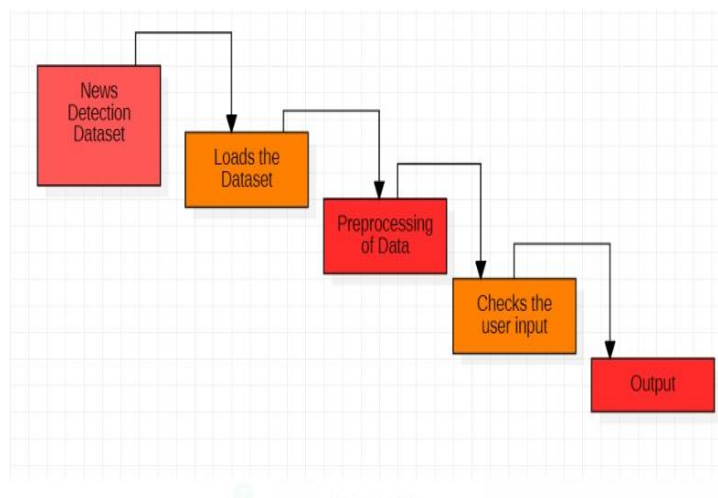 News
Detection
Dataset
Loads the
Dataset
Preprocessing
of Data
Checks the
user input
Output